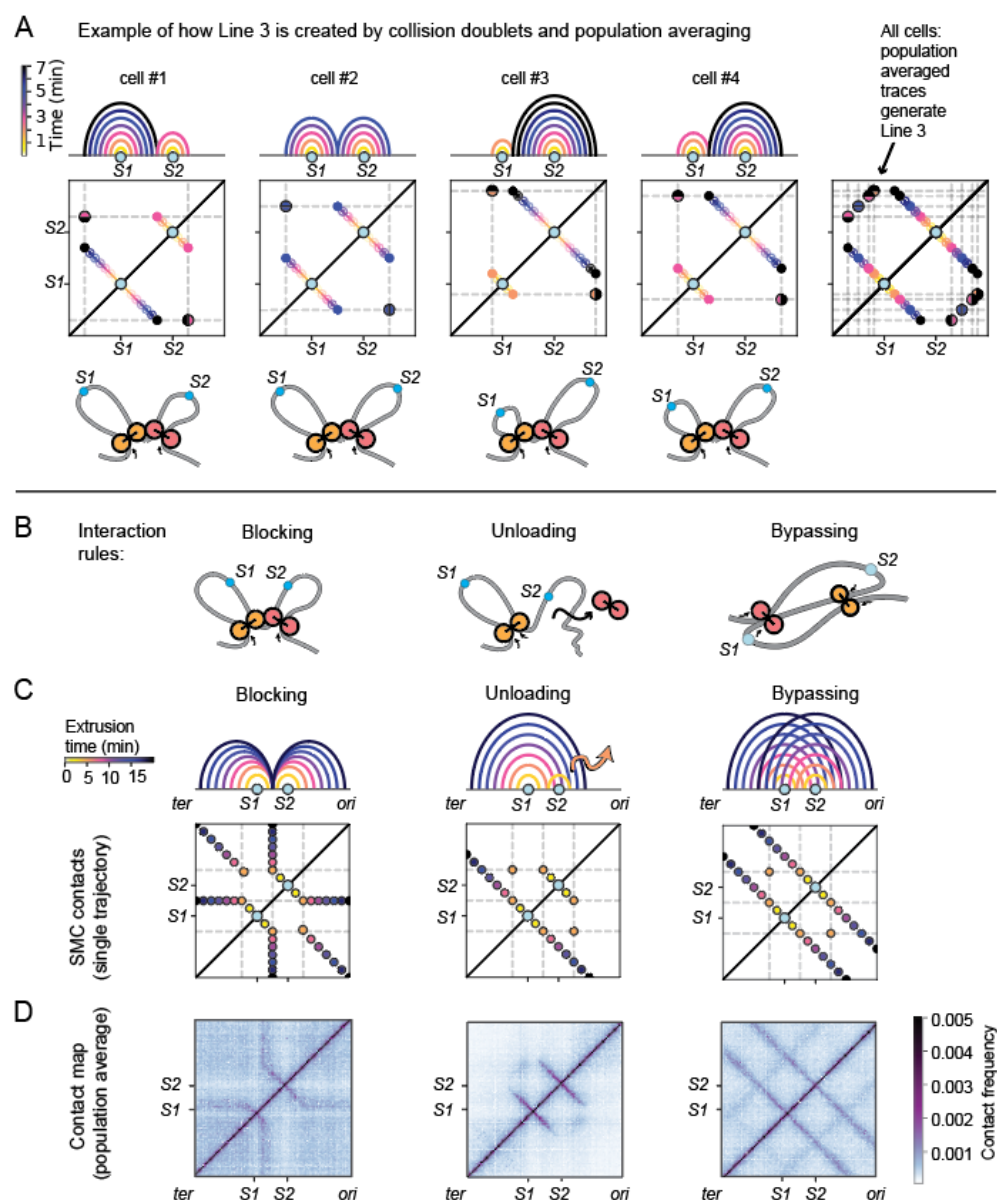 A Example of how Line 3 is created by collision doublets and population averaging
All cells:
population
averaged
traces
generate
Line 3
Time (min)
7
5
3
1
cell #1
cell #2
cell #3
cell #4
S1 S2
S1 S2
S1 S2
S1 S2
S2
S1
S1 S2
S1 S2
S1 S2
S1 S2
S1 S2
S1 S2
S1 S2
S1 S2
S1 S2
B Interaction
rules:
Blocking
Unloading
Bypassing
S1 S2
S1 S2
S1 S2
C
Blocking
Unloading
Bypassing
Extrusion
time (min)
0 5 10 15
ter S1 S2 ori
ter S1 S2 ori
ter S1 S2 ori
SMC contacts
(single trajectory)
S2
S1
S2
S1
S2
S1
D
Contact map
(population average)
S2
S1
S2
S1
S2
S1
ter S1 S2 ori
ter S1 S2 ori
ter S1 S2 ori
0.005
0.004
0.003
0.002
0.001
Contact frequency